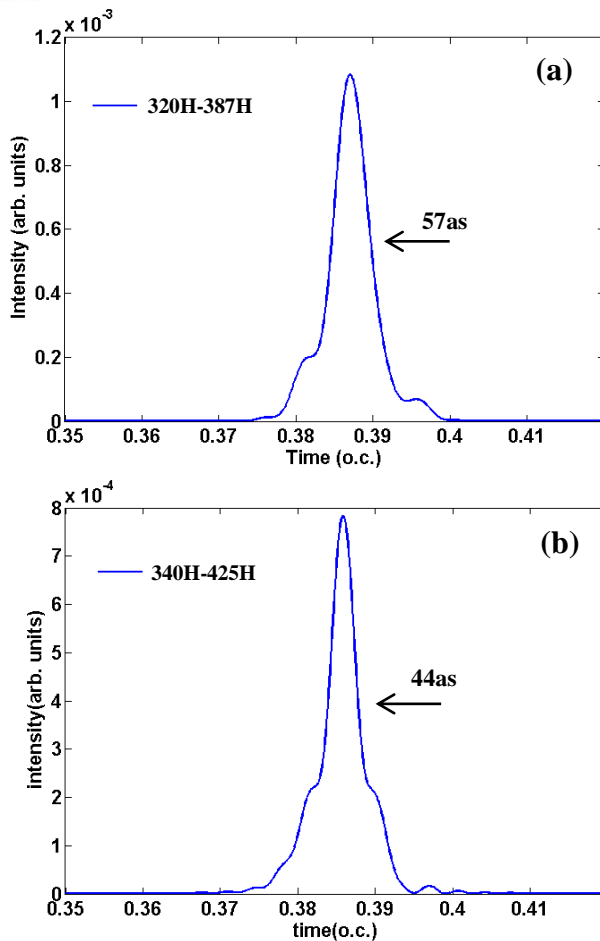 x 10⁻³
1.2
(a)
320H-387H
1
0.8
57as
0.6
0.4
0.2
0
0.35 0.36 0.37 0.38 0.39 0.4 0.41
Intensity (arb. units)
Time (o.c.)
x 10⁻⁴
8
(b)
340H-425H
7
6
5
44as
4
3
2
1
0
0.35 0.36 0.37 0.38 0.39 0.40 0.41
intensity(arb. units)
time(o.c.)